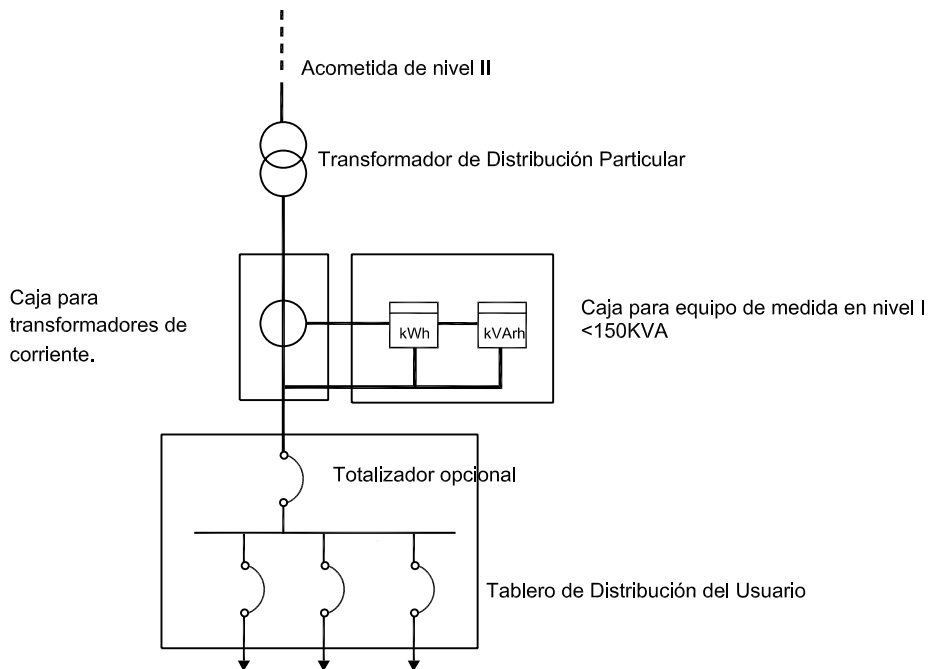 Acometida de nivel II
Transformador de Distribución Particular
Caja para
transformadores de
corriente.
kWh
kVArh
Caja para equipo de medida en nivel I
<150KVA
Totalizador opcional
Tablero de Distribución del Usuario